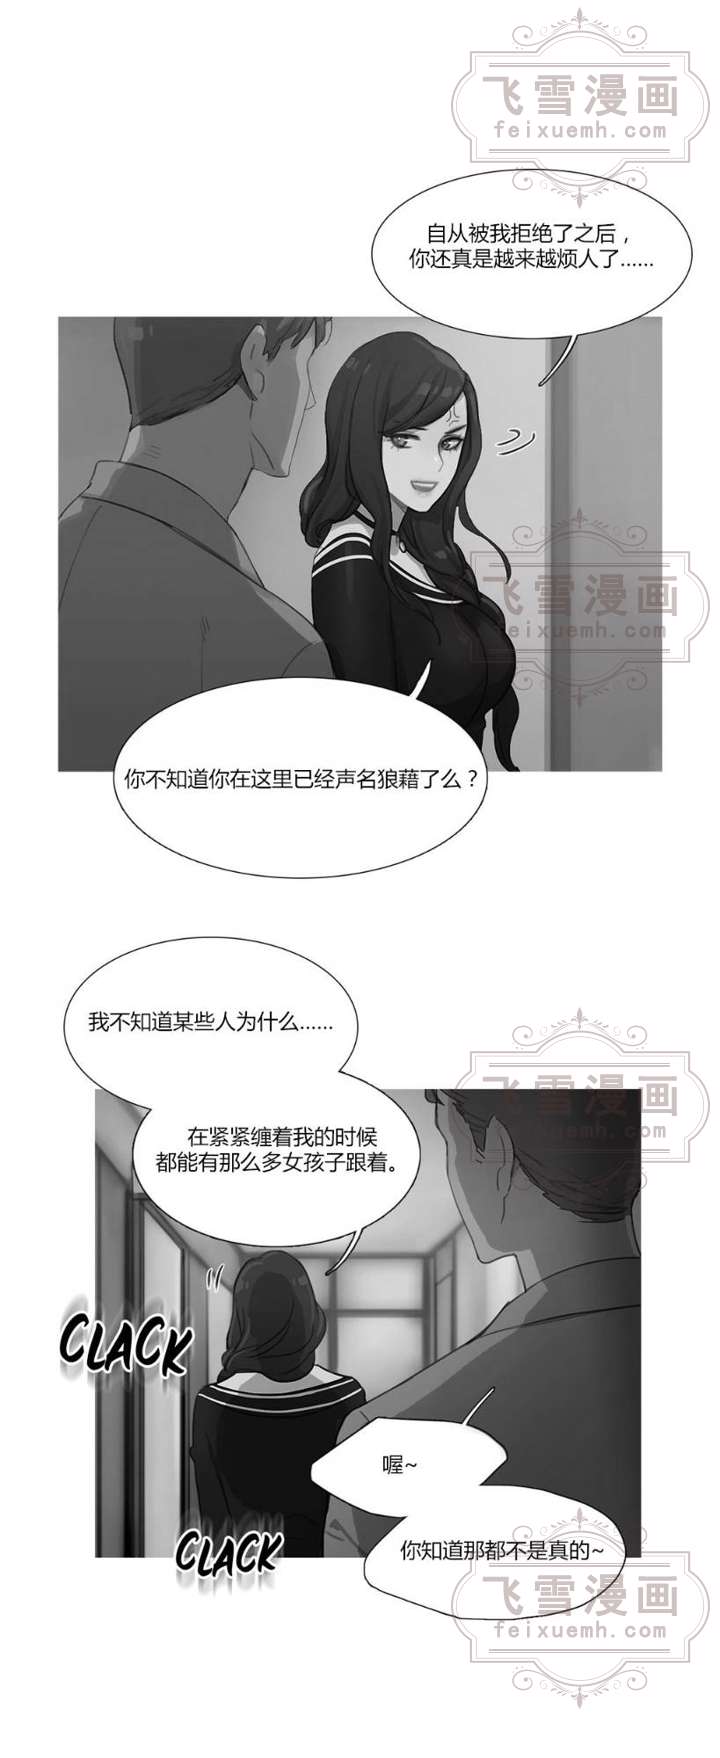 飞雪漫画
feixuemh.com
自从被我拒绝了之后，
你还真是越来越烦人了……
飞雪漫画
feixuemh.com
你不知道你在这里已经声名狼藉了么？
我不知道某些人为什么……
飞雪漫画
feixuemh.com
在紧紧缠着我的时候
都能有那么多女孩子跟着。
CLACK
喔~
CLACK
你知道那都不是真的~
飞雪漫画
feixuemh.com